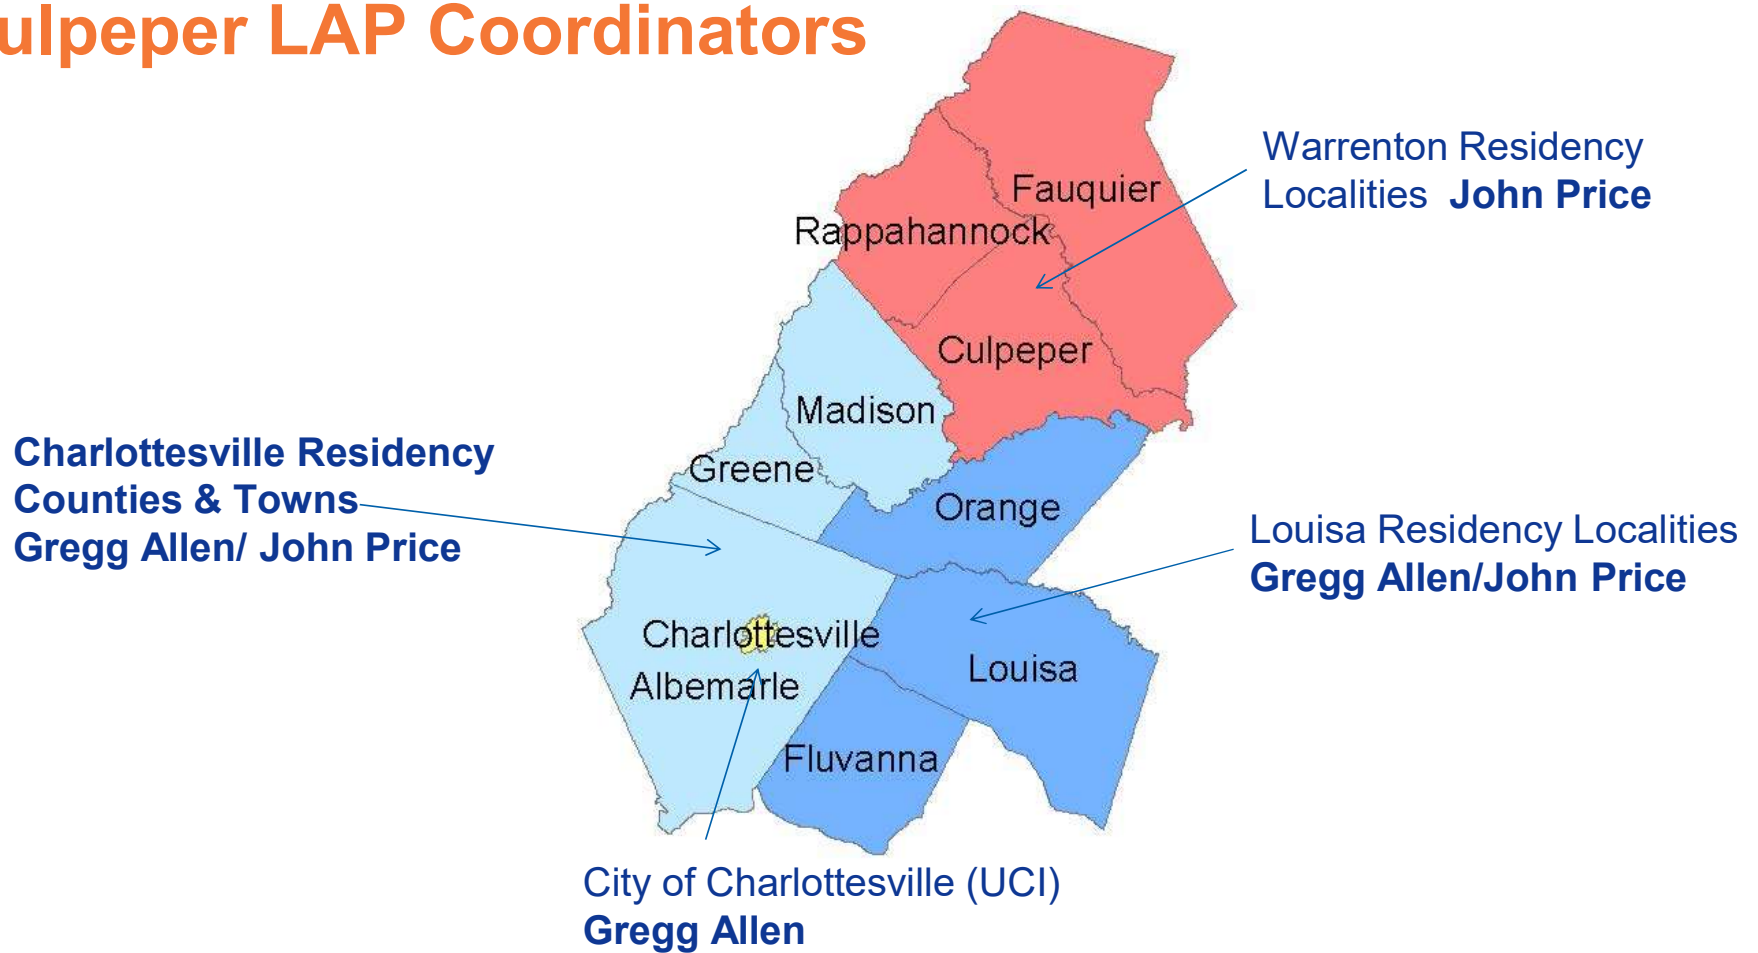 ulpeper LAP Coordinators
Warrenton Residency
Localities John Price
Fauquier
Rappahannock
Culpeper
Madison
Greene
Orange
Charlottesville Residency
Counties & Towns
Gregg Allen/ John Price
Louisa Residency Localities
Gregg Allen/John Price
Charlottesville
Albemarle
Louisa
Fluvanna
City of Charlottesville (UCI)
Gregg Allen